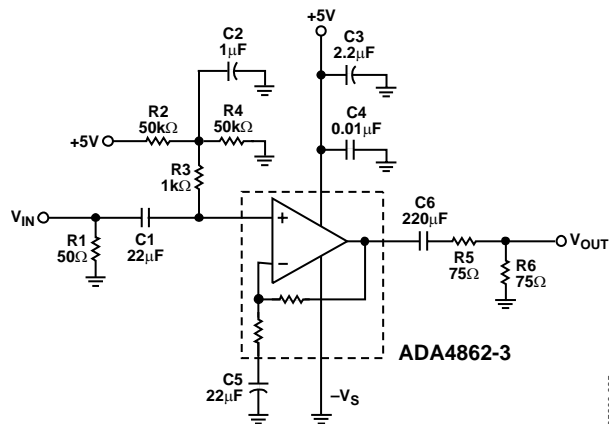 +5V
C2
1µF
C3
2.2µF
R2
50kΩ
R4
50kΩ
C4
0.01µF
+5V
R3
1kΩ
C6
220µF
VIN
+
VOUT
C1
22µF
R1
50Ω
−
R5
75Ω
R6
75Ω
ADA4862-3
C5
22µF
–VS